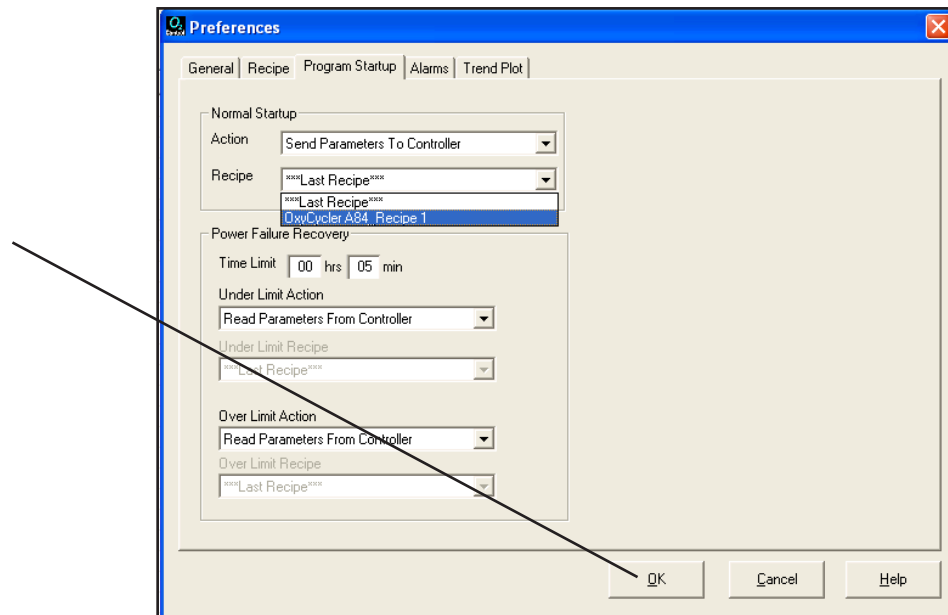 Preferences
General Recipe Program Startup Alarms Trend Plot
Normal Startup
Action Send Parameters To Controller
Recipe ***Last Recipe***
***Last Recipe***
OxyCycler A84_Recipe 1
Power Failure Recovery
Time Limit 00 hrs 05 min
Under Limit Action
Read Parameters From Controller
Under Limit Recipe
***Last Recipe***
Over Limit Action
Read Parameters From Controller
Over Limit Recipe
***Last Recipe***
OK Cancel Help